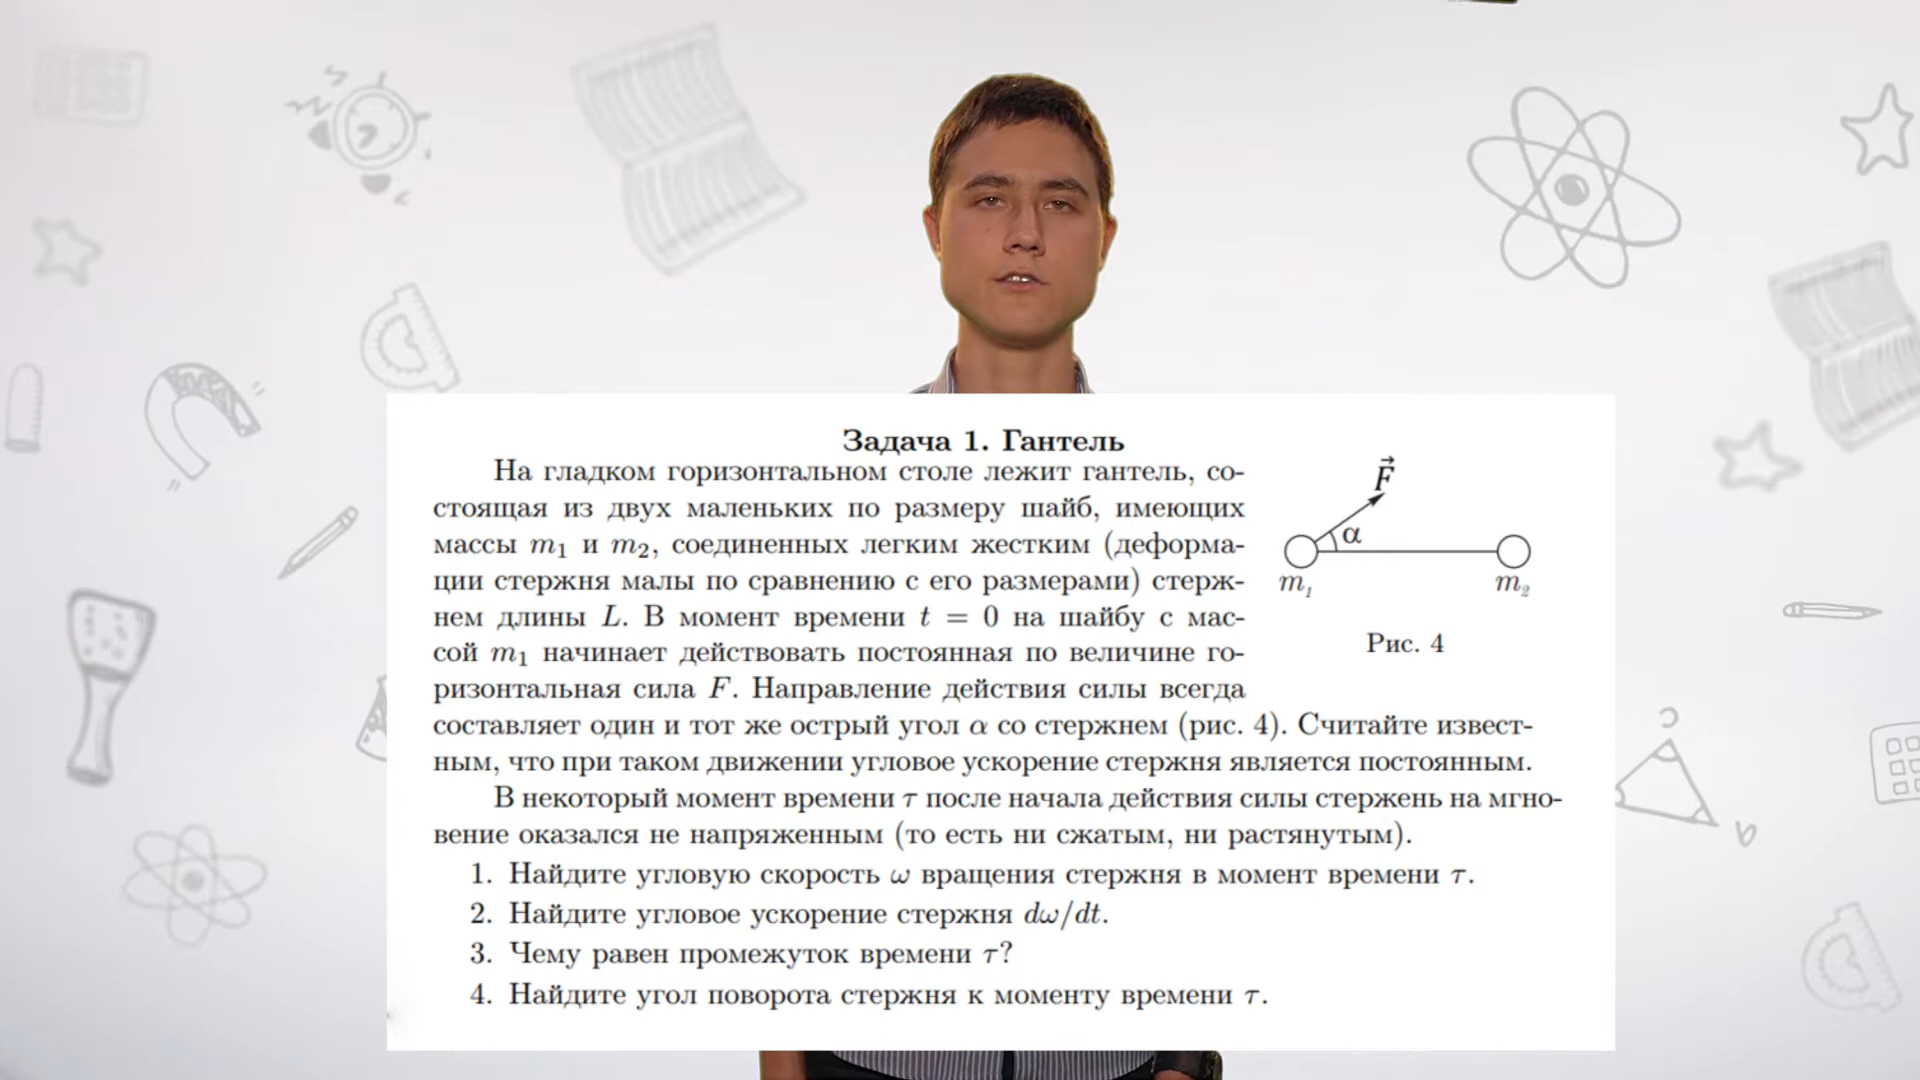 Задача 1. Гантель
На гладком горизонтальном столе лежит гантель, со-
стоящая из двух маленьких по размеру шайб, имеющих
массы m₁ и m₂, соединенных легким жестким (деформа-
ции стержня малы по сравнению с его размерами) стерж-
нем длины L. В момент времени t = 0 на шайбу с мас-
сой m₁ начинает действовать постоянная по величине го-
ризонтальная сила F. Направление действия силы всегда
составляет один и тот же острый угол α со стержнем (рис. 4). Считайте извест-
ным, что при таком движении угловое ускорение стержня является постоянным.
В некоторый момент времени τ после начала действия силы стержень на мгно-
вение оказался не напряженным (то есть ни сжатым, ни растянутым).
1. Найдите угловую скорость ω вращения стержня в момент времени τ.
2. Найдите угловое ускорение стержня dω/dt.
3. Чему равен промежуток времени τ?
4. Найдите угол поворота стержня к моменту времени τ.
F⃗
α
m₁ m₂
Рис. 4